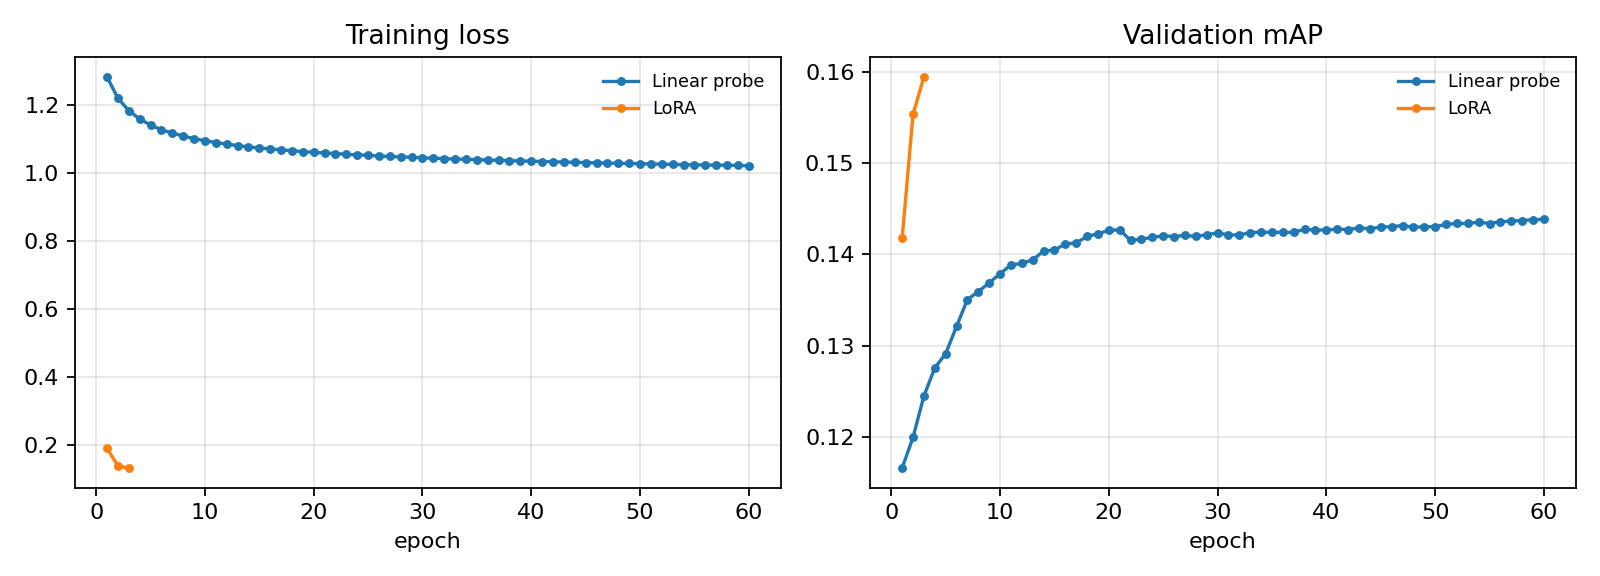 Training loss
1.2
1.0
0.8
0.6
0.4
0.2
0 10 20 30 40 50 60
epoch
Linear probe
LoRA
Validation mAP
0.16
0.15
0.14
0.13
0.12
0 10 20 30 40 50 60
epoch
Linear probe
LoRA